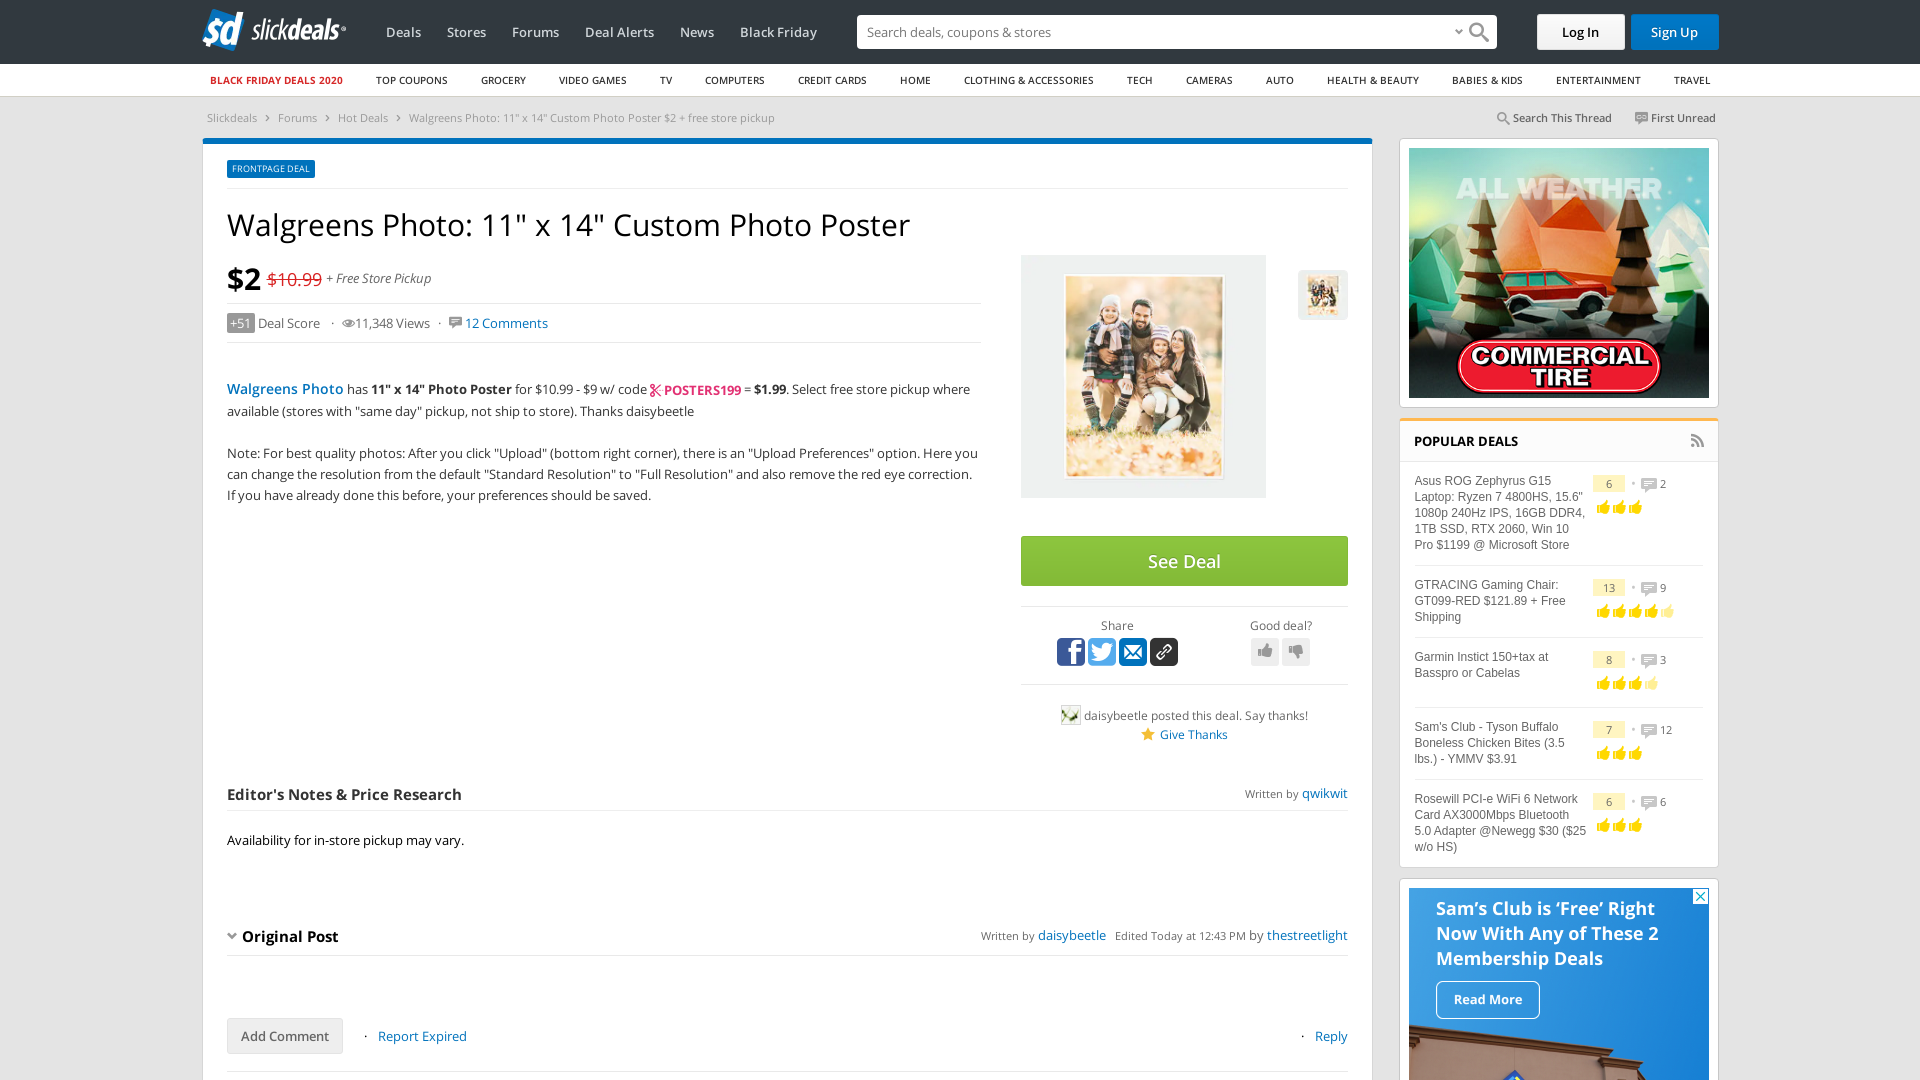 sd slickdeals
Deals Stores Forums Deal Alerts News Black Friday
Search deals, coupons & shopping
Log In Sign Up
BLACK FRIDAY DEALS 2020 TOP COUPONS GROCERY VIDEO GAMES TV COMPUTERS CREDIT CARDS HOME CLOTHING & ACCESSORIES TECH CAMERAS AUTO HEALTH & BEAUTY BABIES & KIDS ENTERTAINMENT TRAVEL
Slickdeals › Forums › Hot Deals › Walgreens Photo: 11" x 14" Custom Photo Poster $2 + free store pickup
Search This Thread First Unread
FRONTPAGE DEAL
Walgreens Photo: 11" x 14" Custom Photo Poster
$2 $10.99 + Free Store Pickup
+51 Deal Score · 11,348 Views · 12 Comments
Walgreens Photo has 11" x 14" Photo Poster for $10.99 - $9 w/ code POSTERS199 = $1.99. Select free store pickup where
available (stores with "same day" pickup, not ship to store). Thanks daisybeetle
Note: For best quality photos: After you click "Upload" (bottom right corner), there is an "Upload Preferences" option. Here you
can change the resolution from the default "Standard Resolution" to "Full Resolution" and also remove the red eye correction.
If you have already done this before, your preferences should be saved.
See Deal
Share Good deal?
daisybeetle posted this deal. Say thanks!
Give Thanks
Editor's Notes & Price Research
Written by qwikwit
Availability for in-store pickup may vary.
Original Post
Written by daisybeetle Edited Today at 12:43 PM by thestreetlight
Add Comment · Report Expired · Reply
ALL WEATHER
COMMERCIAL
TIRE
POPULAR DEALS
Asus ROG Zephyrus G15
Laptop: Ryzen 7 4800HS, 15.6"
1080p 240Hz IPS, 16GB DDR4,
1TB SSD, RTX 2060, Win 10
Pro $1199 @ Microsoft Store
6 • 2
GTRACING Gaming Chair:
GT099-RED $121.89 + Free
Shipping
13 • 9
Garmin Instict 150+tax at
Basspro or Cabelas
8 • 3
Sam's Club - Tyson Buffalo
Boneless Chicken Bites (3.5
lbs.) - YMMV $3.91
7 • 12
Rosewill PCI-e WiFi 6 Network
Card AX3000Mbps Bluetooth
5.0 Adapter @Newegg $30 ($25
w/o HS)
6 • 6
Sam's Club is 'Free' Right
Now With Any of These 2
Membership Deals
Read More